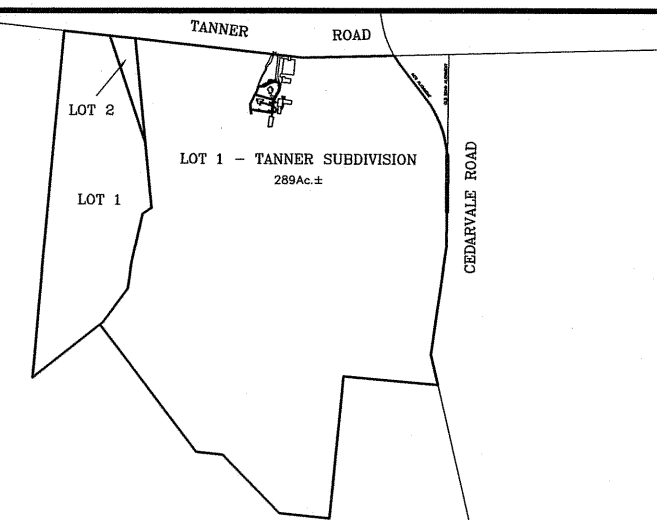 TANNER ROAD
LOT 2
LOT 1 - TANNER SUBDIVISION
289Ac.±
LOT 1
CEDARVALE ROAD